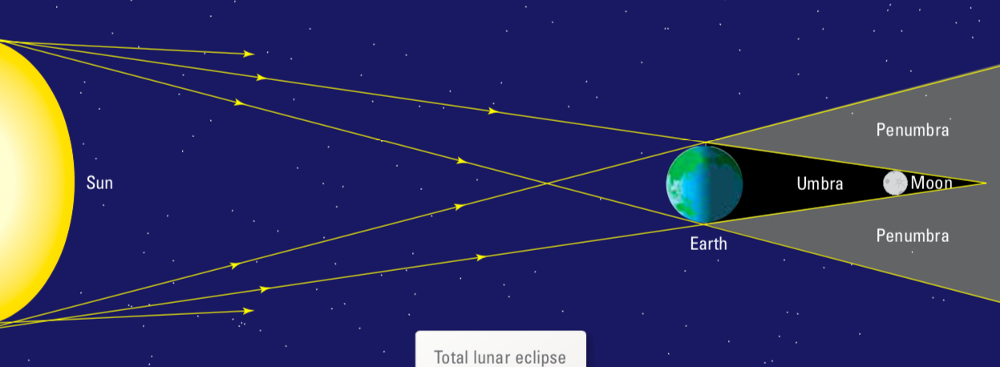 Penumbra
Sun
Umbra
Moon
Penumbra
Earth
Total lunar eclipse